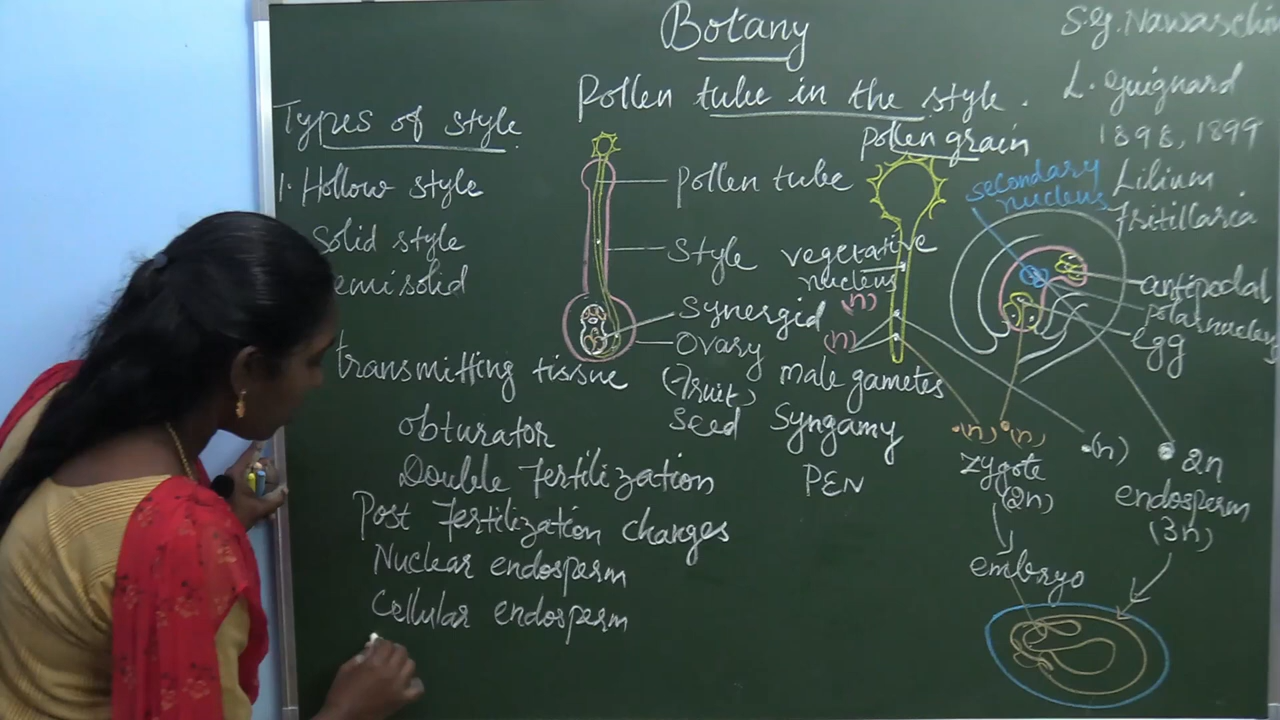 Botany
Pollen tube in the style.
Types of style
1. Hollow style
Solid style
emisolid
transmitting tissue
obturator
Double fertilization
Post fertilization changes
Nuclear endosperm
Cellular endosperm
pollen tube
style
synergid
ovary
(fruit)
seed
pollen grain
vegetative
nucleus
(n)
(n)
male gametes
Syngamy
PEN
S.G. Nawaschin
L. Guignard
1898, 1899
Lilium
Fritillaria
secondary
nucleus
antipodal
polar nucleus
egg
(n) (n)
zygote
(2n)
embryo
(n)
2n
endosperm
(3n)